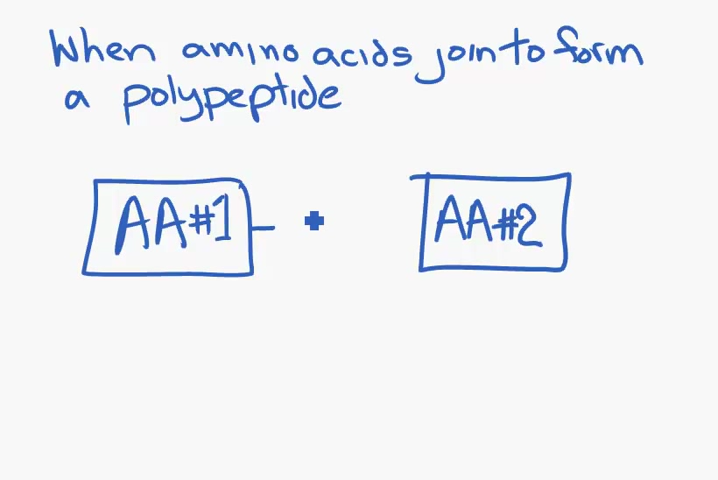 When amino acids join to form
a polypeptide
AA#1 - + AA#2